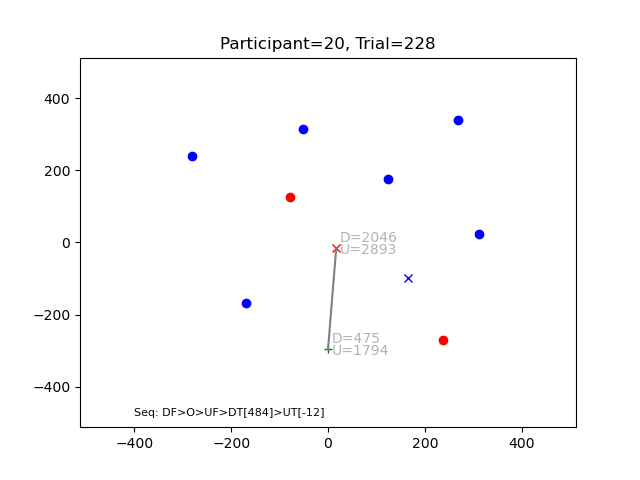 Participant=20, Trial=228
400
200
0
−200
−400
D=2046
U=2893
D=475
U=1794
Seq: DF>O>UF>DT[484]>UT[-12]
−400
−200
0
200
400